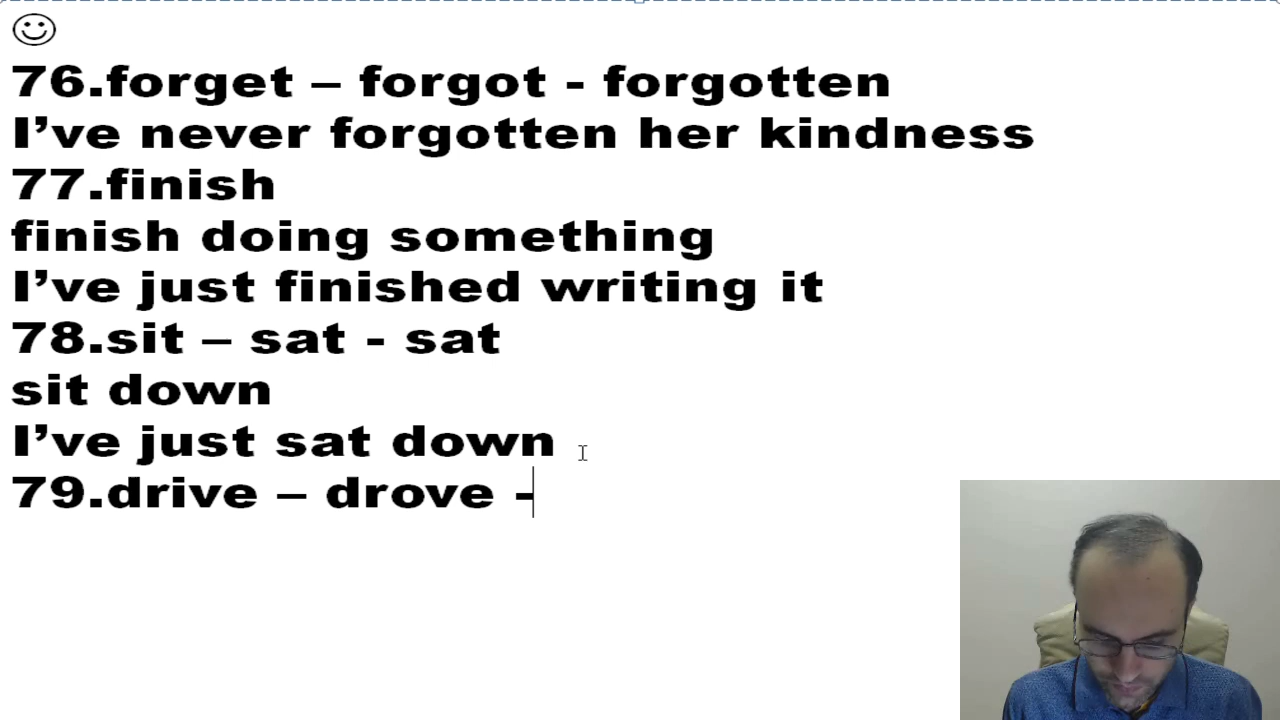 76.forget – forgot - forgotten
I’ve never forgotten her kindness
77.finish
finish doing something
I’ve just finished writing it
78.sit – sat - sat
sit down
I’ve just sat down
79.drive – drove -